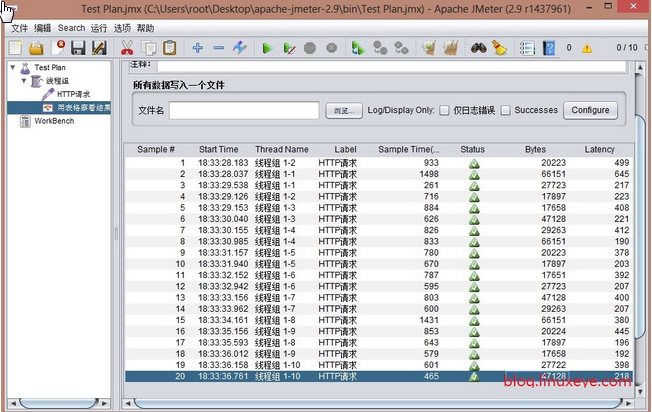 Test Plan.jmx (C:\Users\root\Desktop\apache-jmeter-2.9\bin\Test Plan.jmx) - Apache JMeter (2.9 r1437961)
文件 编辑 Search 运行 选项 帮助
0 0 / 10
Test Plan
线程组
HTTP请求
用表格察看结果
WorkBench
注释:
所有数据写入一个文件
文件名 浏览... Log/Display Only: 仅日志错误 Successes Configure
Sample # Start Time Thread Name Label Sample Time(... Status Bytes Latency
1 18:33:28.183 线程组 1-2 HTTP请求 933 20223 499
2 18:33:28.037 线程组 1-1 HTTP请求 1498 66151 645
3 18:33:29.538 线程组 1-1 HTTP请求 261 27723 217
4 18:33:29.126 线程组 1-2 HTTP请求 716 17897 223
5 18:33:29.153 线程组 1-3 HTTP请求 884 17658 408
6 18:33:30.040 线程组 1-3 HTTP请求 626 47128 221
7 18:33:30.155 线程组 1-4 HTTP请求 826 29263 412
8 18:33:30.985 线程组 1-4 HTTP请求 833 66151 190
9 18:33:31.157 线程组 1-5 HTTP请求 780 20223 378
10 18:33:31.940 线程组 1-5 HTTP请求 670 17897 203
11 18:33:32.152 线程组 1-6 HTTP请求 787 17651 392
12 18:33:32.942 线程组 1-6 HTTP请求 595 27723 207
13 18:33:33.156 线程组 1-7 HTTP请求 803 47128 400
14 18:33:33.962 线程组 1-7 HTTP请求 600 29263 207
15 18:33:34.161 线程组 1-8 HTTP请求 1431 66151 380
16 18:33:35.156 线程组 1-9 HTTP请求 853 20224 445
17 18:33:35.593 线程组 1-8 HTTP请求 643 17897 196
18 18:33:36.012 线程组 1-9 HTTP请求 579 17658 192
19 18:33:36.158 线程组 1-10 HTTP请求 601 27722 398
20 18:33:36.761 线程组 1-10 HTTP请求 465 47128 218
blog.linuxeye.com